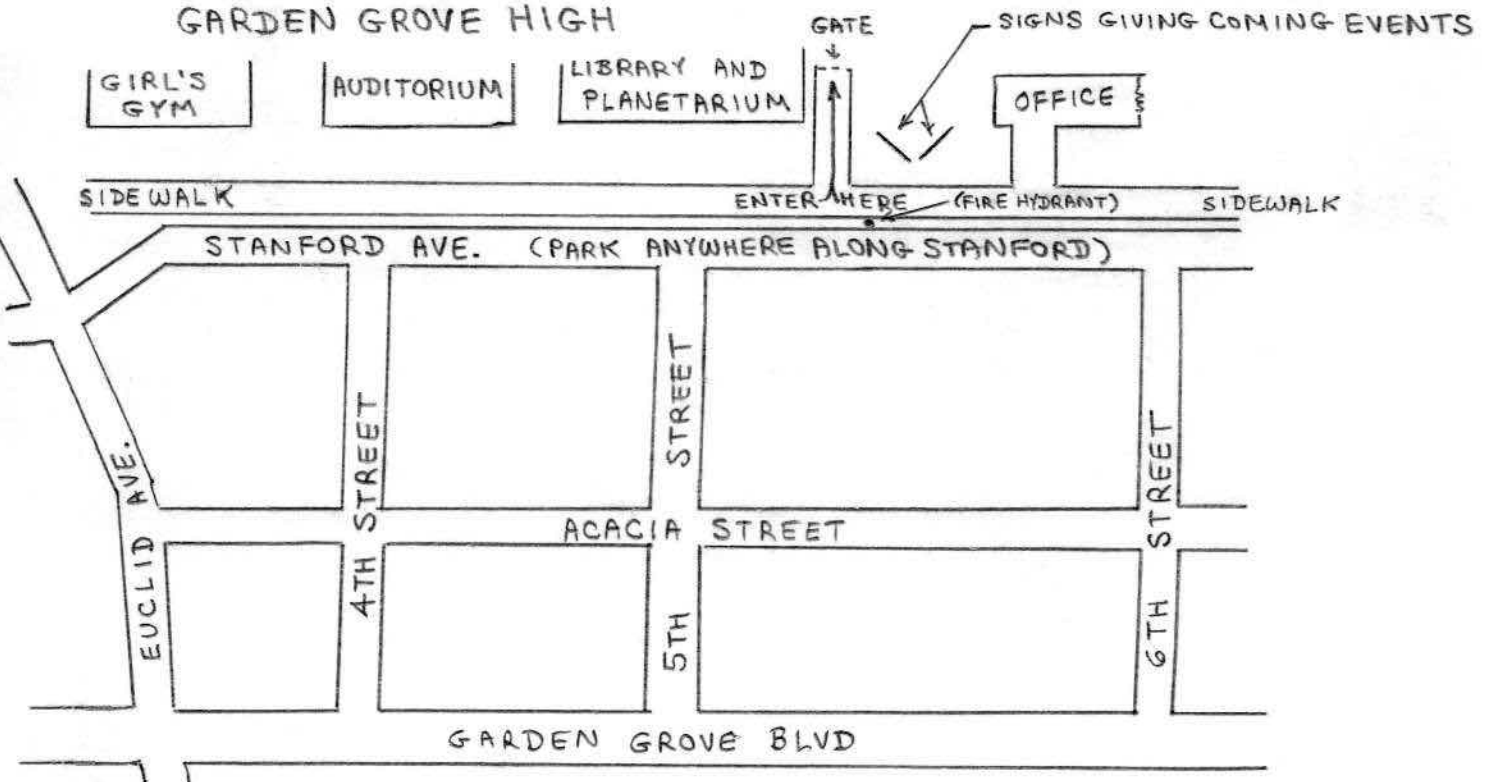 GARDEN GROVE HIGH
GATE
SIGNS GIVING COMING EVENTS
GIRL'S
GYM
AUDITORIUM
LIBRARY AND
PLANETARIUM
OFFICE
SIDEWALK
ENTER HERE
(FIRE HYDRANT)
SIDEWALK
STANFORD AVE. (PARK ANYWHERE ALONG STANFORD)
EUCLID AVE.
4TH STREET
5TH STREET
6TH STREET
ACACIA STREET
GARDEN GROVE BLVD